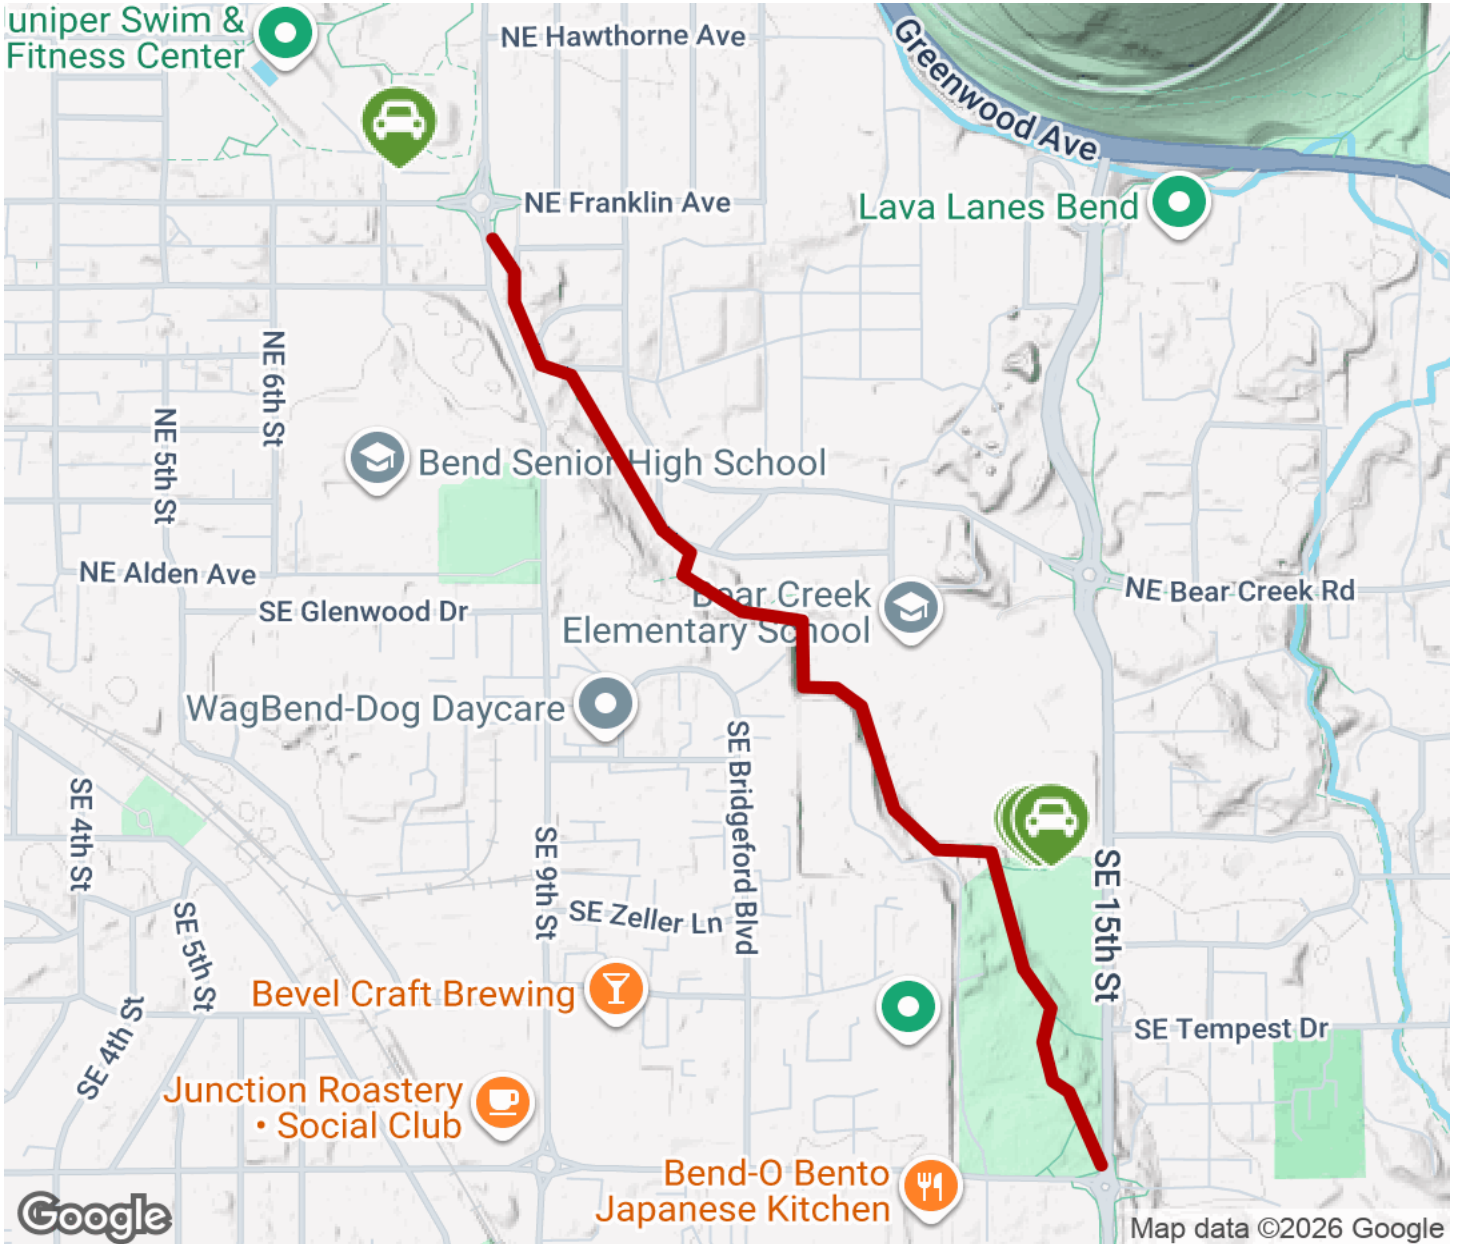 uniper Swim &
Fitness Center
NE Hawthorne Ave
Greenwood Ave
NE Franklin Ave
Lava Lanes Bend
NE 6th St
NE 5th St
Bend Senior High School
NE Alden Ave
SE Glenwood Dr
Bear Creek
Elementary School
NE Bear Creek Rd
WagBend-Dog Daycare
SE Bridgeford Blvd
SE 4th St
SE 9th St
SE 15th St
SE 5th St
SE Zeller Ln
Bevel Craft Brewing
SE 4th St
SE Tempest Dr
Junction Roastery
• Social Club
Bend-O Bento
Japanese Kitchen
Google
Map data ©2026 Google